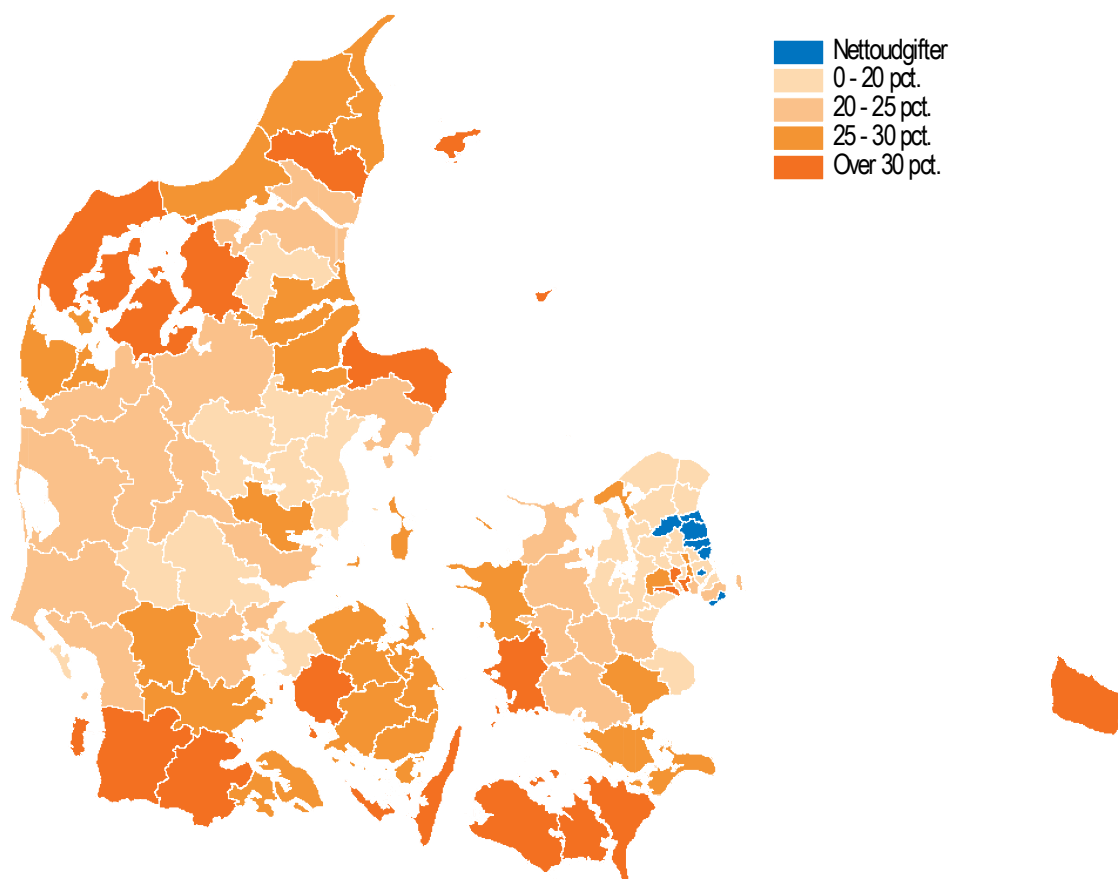 Nettoudgifter
0 - 20 pct.
20 - 25 pct.
25 - 30 pct.
Over 30 pct.